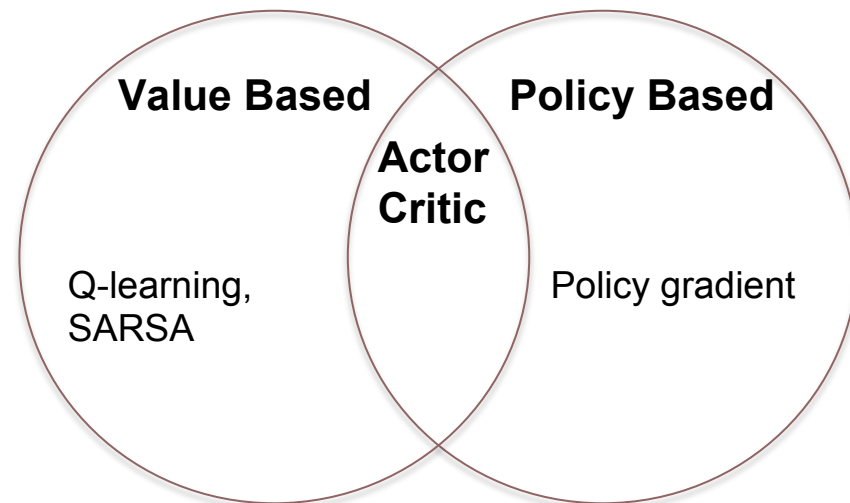 Value Based
Policy Based
Actor
Critic
Q-learning,
SARSA
Policy gradient